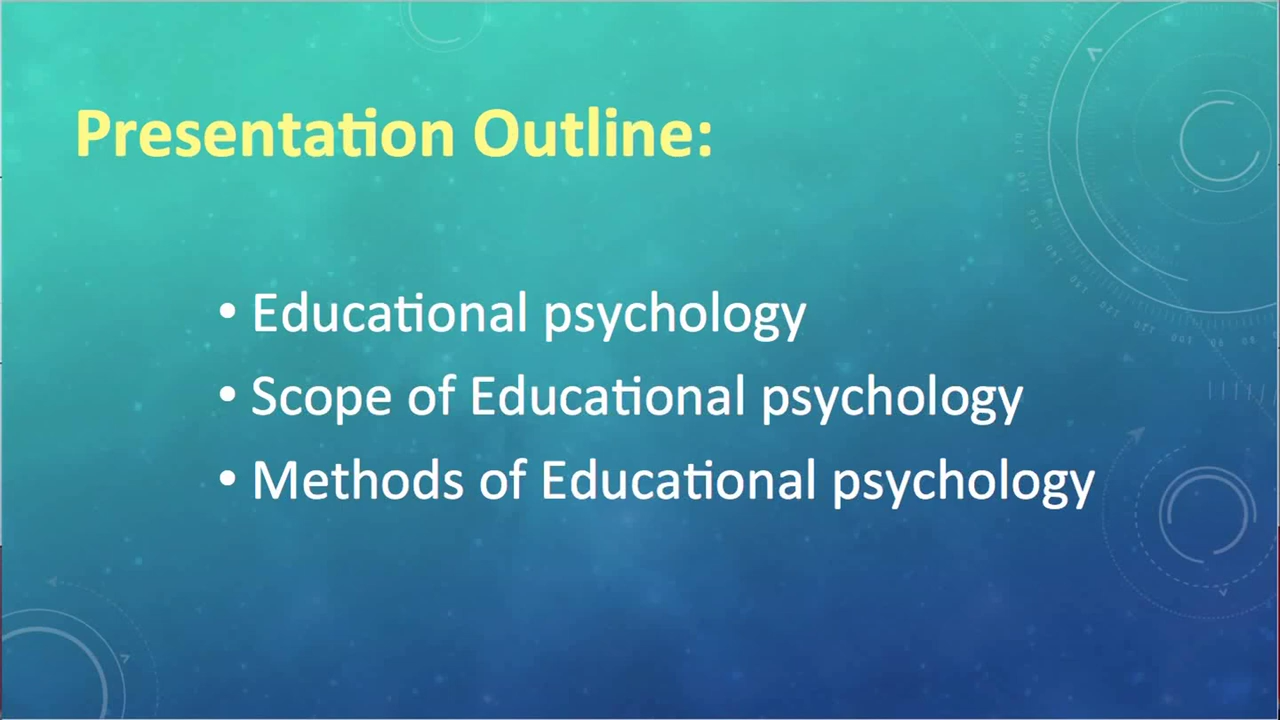 Presentation Outline:
• Educational psychology
• Scope of Educational psychology
• Methods of Educational psychology